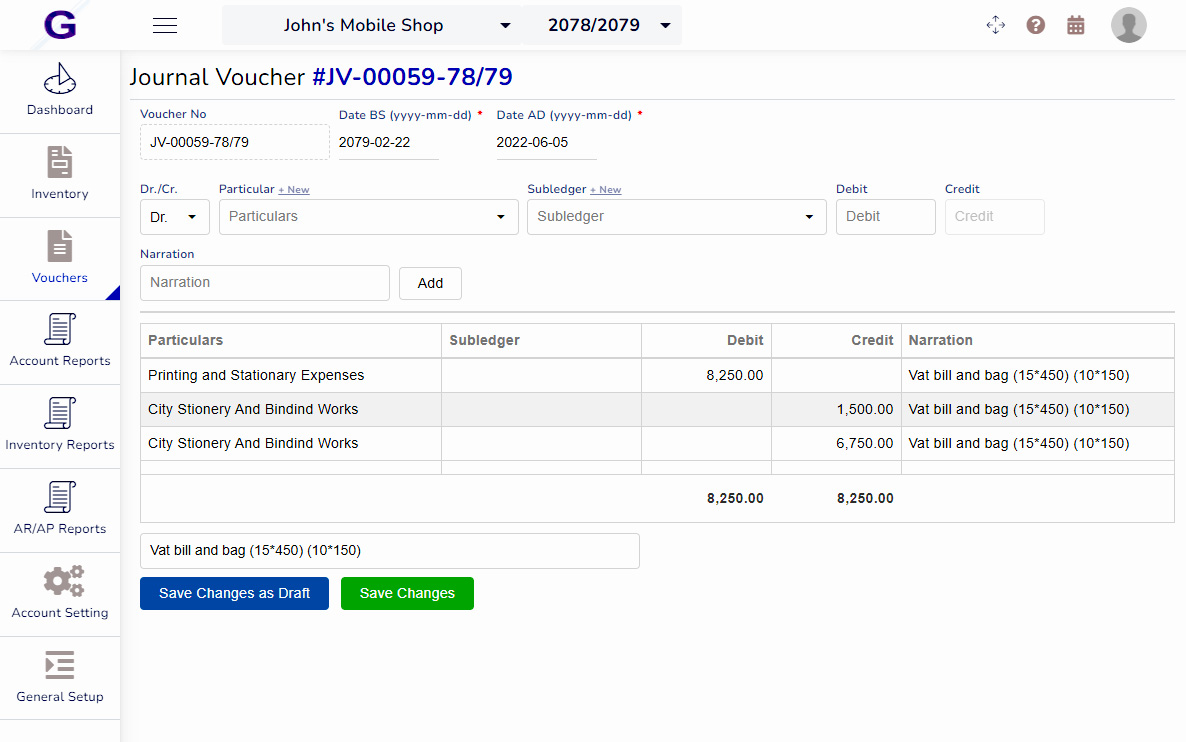 G
John's Mobile Shop
2078/2079
Dashboard
Inventory
Vouchers
Account Reports
Inventory Reports
AR/AP Reports
Account Setting
General Setup
Journal Voucher #JV-00059-78/79
Voucher No Date BS (yyyy-mm-dd) * Date AD (yyyy-mm-dd) *
JV-00059-78/79 2079-02-22 2022-06-05
Dr./Cr. Particular + New Subledger + New Debit Credit
Dr. Particulars Subledger Debit Credit
Narration
Narration Add
Particulars Subledger Debit Credit Narration
Printing and Stationary Expenses 8,250.00 Vat bill and bag (15*450) (10*150)
City Stionery And Bindind Works 1,500.00 Vat bill and bag (15*450) (10*150)
City Stionery And Bindind Works 6,750.00 Vat bill and bag (15*450) (10*150)
8,250.00 8,250.00
Vat bill and bag (15*450) (10*150)
Save Changes as Draft Save Changes